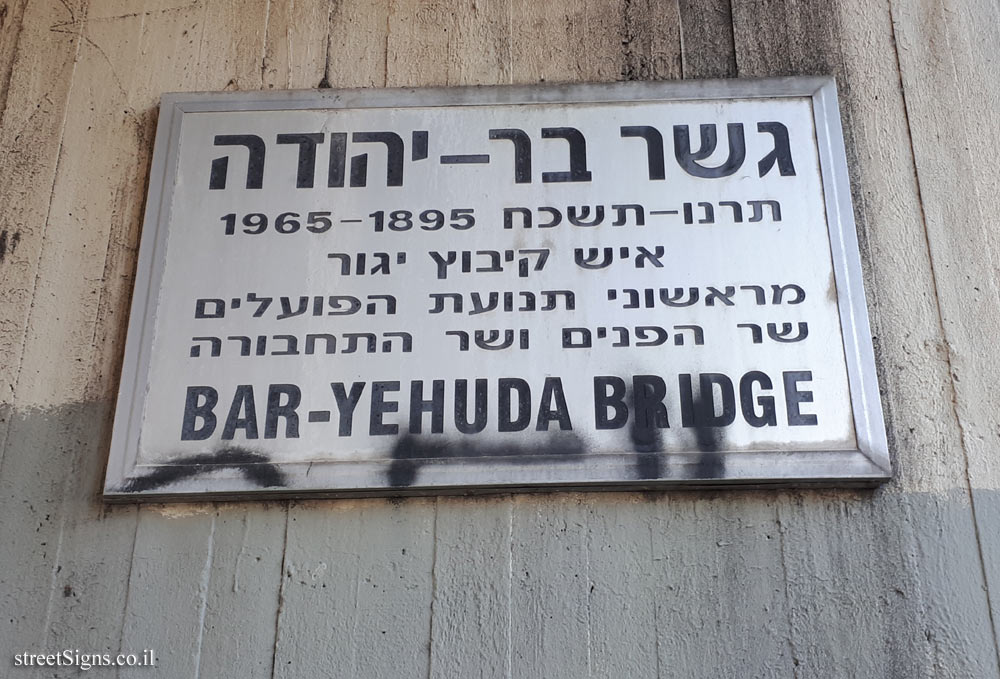 גשר בר-יהודה
תרנו-תשכח 1895-1965
איש קיבוץ יגור
מראשוני תנועת הפועלים
שר הפנים ושר התחבורה
BAR-YEHUDA BRIDGE
streetSigns.co.il